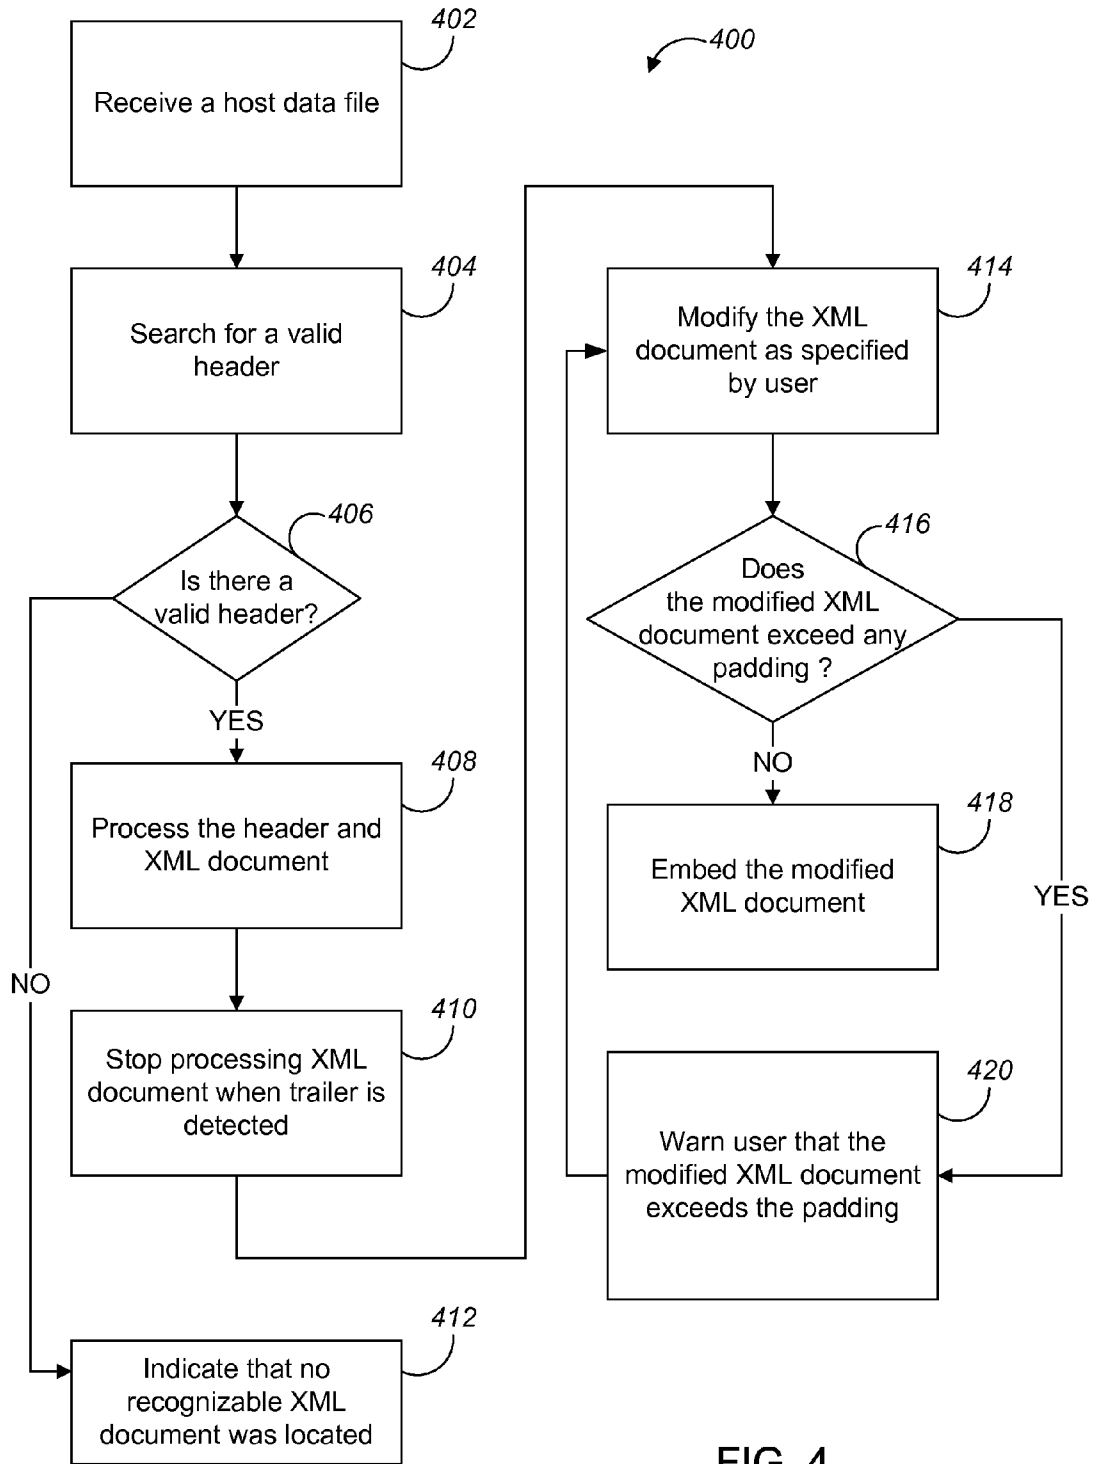 402
400
Receive a host data file
404
Search for a valid
header
406
Is there a
valid header?
YES
408
Process the header and
XML document
NO
410
Stop processing XML
document when trailer is
detected
412
Indicate that no
recognizable XML
document was located
414
Modify the XML
document as specified
by user
416
Does
the modified XML
document exceed any
padding ?
NO
418
Embed the modified
XML document
YES
420
Warn user that the
modified XML document
exceeds the padding
FIG. 4